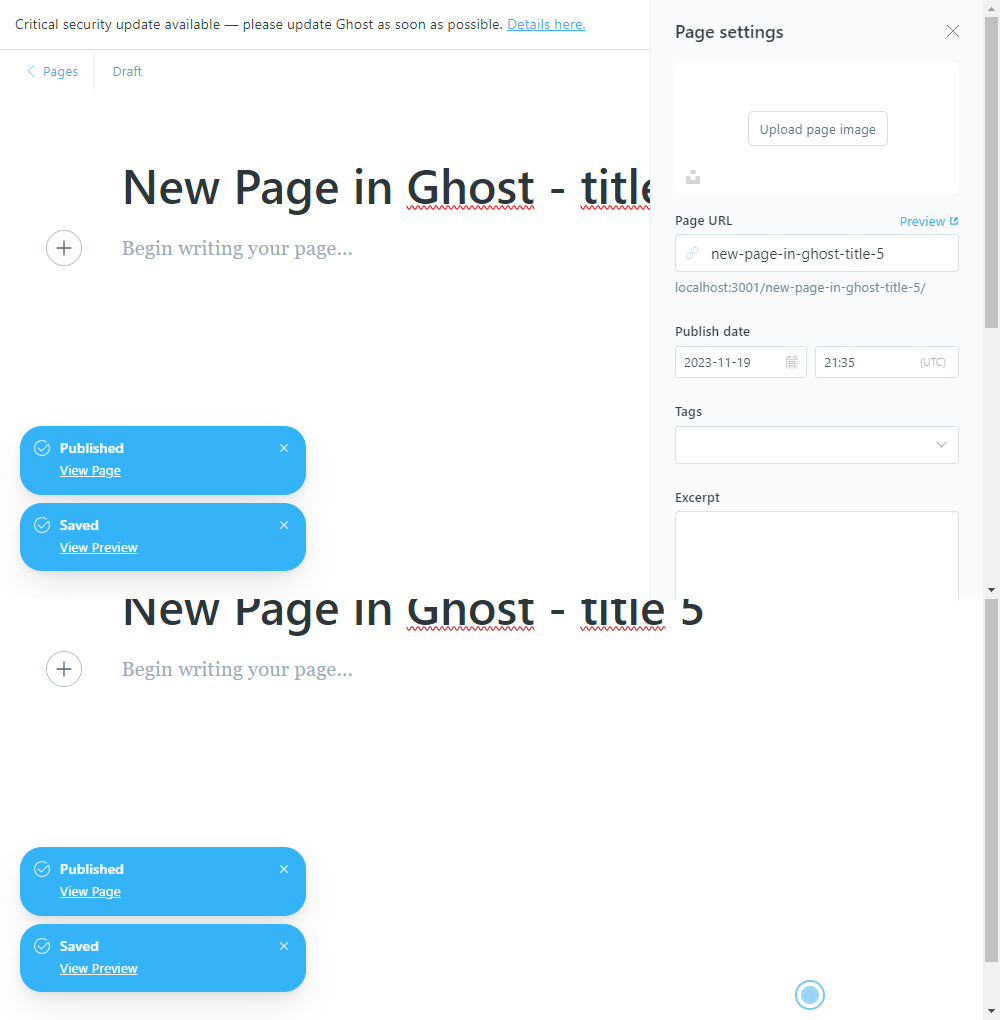 Critical security update available — please update Ghost as soon as possible. Details here.
Pages
Draft
New Page in Ghost - title
Begin writing your page...
Published
View Page
Saved
View Preview
Page settings
Upload page image
Page URL
Preview
new-page-in-ghost-title-5
localhost:3001/new-page-in-ghost-title-5/
Publish date
2023-11-19
21:35
(UTC)
Tags
Excerpt
New Page in Ghost - title 5
Begin writing your page...
Published
View Page
Saved
View Preview